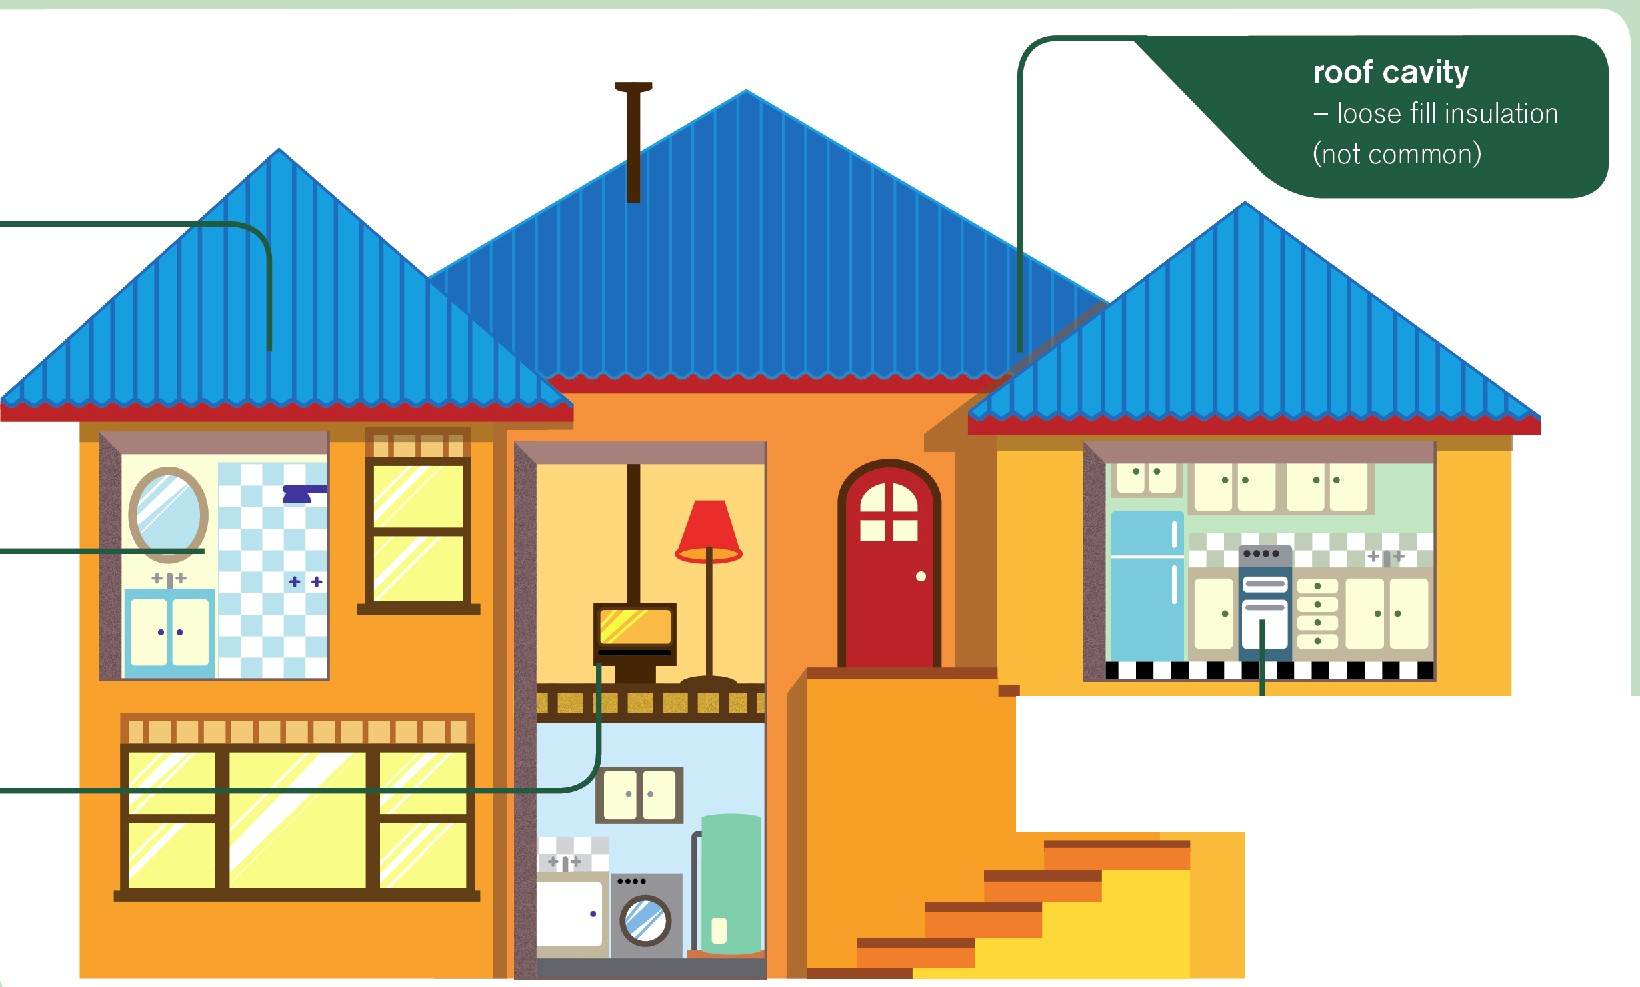 roof cavity
– loose fill insulation
(not common)